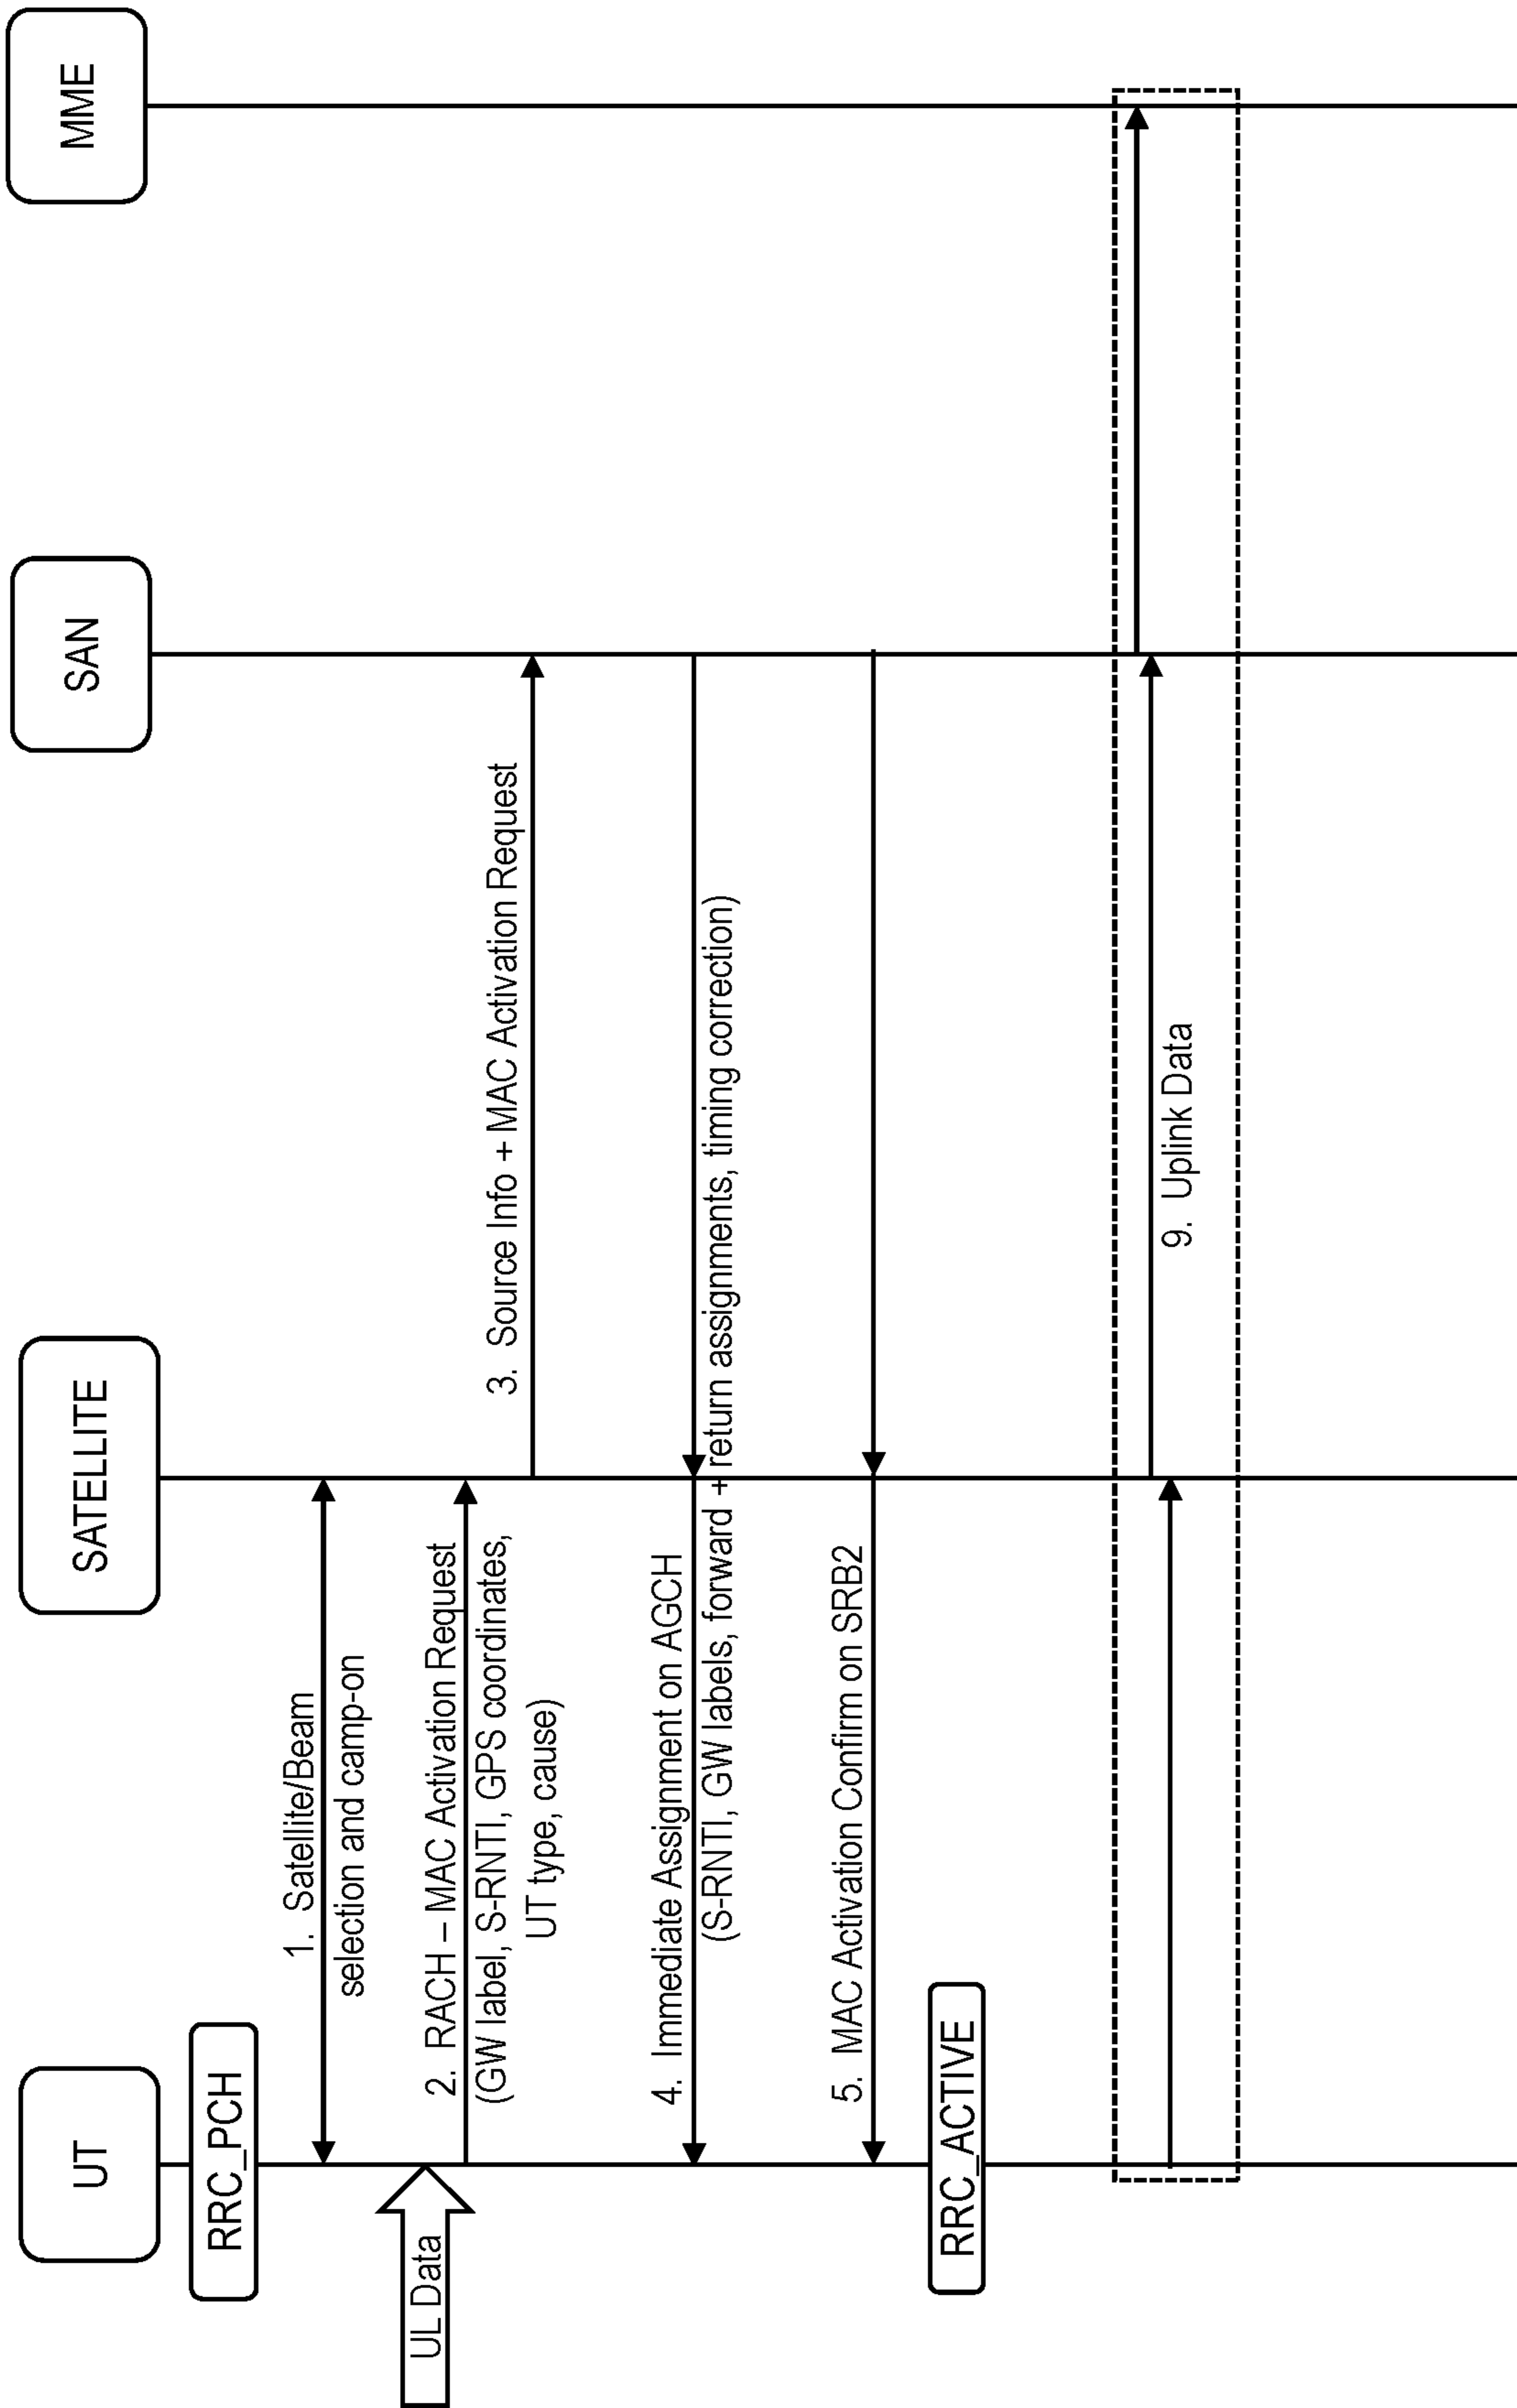 UT
SATELLITE
SAN
MME
RRC_PCH
1. Satellite/Beam
selection and camp-on
UL Data
2. RACH – MAC Activation Request
(GW label, S-RNTI, GPS coordinates,
UT type, cause)
3. Source Info + MAC Activation Request
4. Immediate Assignment on AGCH
(S-RNTI, GW labels, forward + return assignments, timing correction)
5. MAC Activation Confirm on SRB2
RRC_ACTIVE
9. Uplink Data